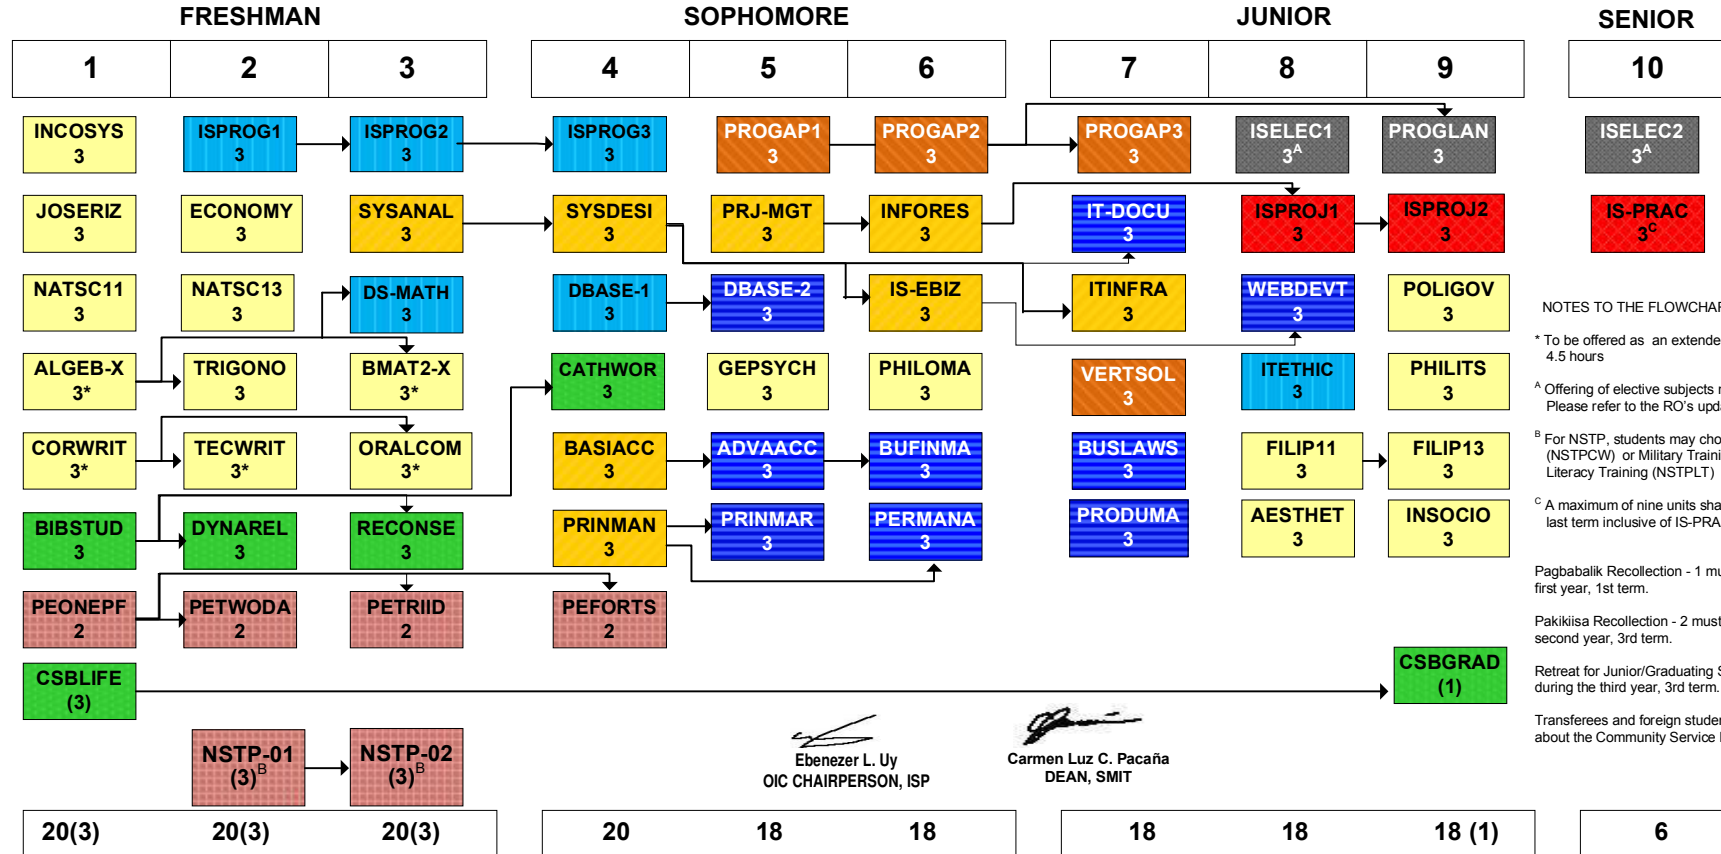 FRESHMAN SOPHOMORE JUNIOR SENIOR
1 2 3 4 5 6 7 8 9 10
INCOSYS ISPROG1 ISPROG2 ISPROG3 PROGAP1 PROGAP2 PROGAP3 ISELEC1 PROGLAN ISELEC2
3 3 3 3 3 3 3 3A 3 3A
JOSERIZ ECONOMY SYSANAL SYSDESI PRJ-MGT INFORES IT-DOCU ISPROJ1 ISPROJ2 IS-PRAC
3 3 3 3 3 3 3 3 3 3C
NATSC11 NATSC13 DS-MATH DBASE-1 DBASE-2 IS-EBIZ ITINFRA WEBDEVT POLIGOV
3 3 3 3 3 3 3 3 3
ALGEB-X TRIGONO BMAT2-X CATHWOR GEPSYCH PHILOMA VERTSOL ITETHIC PHILITS
3* 3 3* 3 3 3 3 3 3
CORWRIT TECWRIT ORALCOM BASIACC ADVAACC BUFINMA BUSLAWS FILIP11 FILIP13
3* 3* 3* 3 3 3 3 3 3
BIBSTUD DYNAREL RECONSE PRINMAN PRINMAR PERMANA PRODUMA AESTHET INSOCIO
3 3 3 3 3 3 3 3 3
PEONEPF PETWODA PETRIID PEFORTS
2 2 2 2
CSBLIFE CSBGRAD
(3) (1)
NSTP-01 NSTP-02
(3)B (3)B
Ebenezer L. Uy
OIC CHAIRPERSON, ISP
Carmen Luz C. Pacaña
DEAN, SMIT
20(3) 20(3) 20(3) 20 18 18 18 18 18 (1) 6
NOTES TO THE FLOWCHAR
* To be offered as an extende
4.5 hours
A Offering of elective subjects
Please refer to the RO's upd
B For NSTP, students may cho
(NSTPCW) or Military Traini
Literacy Training (NSTPLT)
C A maximum of nine units sha
last term inclusive of IS-PRA
Pagbabalik Recollection - 1 mu
first year, 1st term.
Pakikiisa Recollection - 2 must
second year, 3rd term.
Retreat for Junior/Graduating S
during the third year, 3rd term.
Transferees and foreign studen
about the Community Service